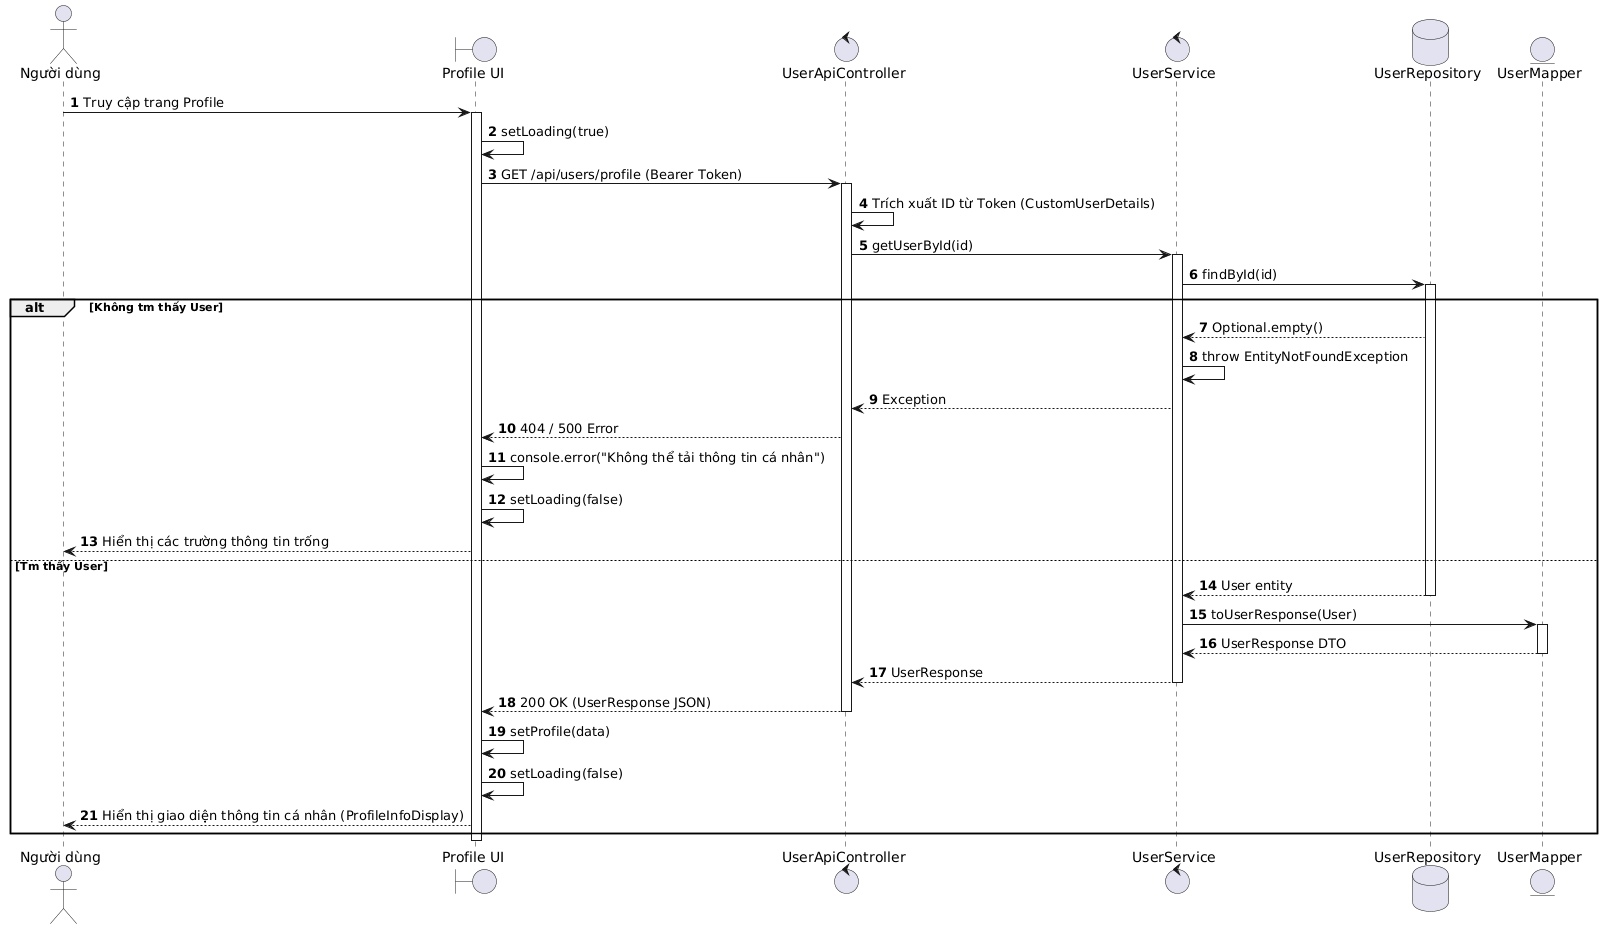 Người dùng
Profile UI
UserApiController
UserService
UserRepository
UserMapper
1 Truy cập trang Profile
2 setLoading(true)
3 GET /api/users/profile (Bearer Token)
4 Trích xuất ID từ Token (CustomUserDetails)
5 getUserById(id)
6 findById(id)
alt [Không tm thấy User]
7 Optional.empty()
8 throw EntityNotFoundException
9 Exception
10 404 / 500 Error
11 console.error("Không thể tải thông tin cá nhân")
12 setLoading(false)
13 Hiển thị các trường thông tin trống
[Tm thấy User]
14 User entity
15 toUserResponse(User)
16 UserResponse DTO
17 UserResponse
18 200 OK (UserResponse JSON)
19 setProfile(data)
20 setLoading(false)
21 Hiển thị giao diện thông tin cá nhân (ProfileInfoDisplay)
Người dùng
Profile UI
UserApiController
UserService
UserRepository
UserMapper